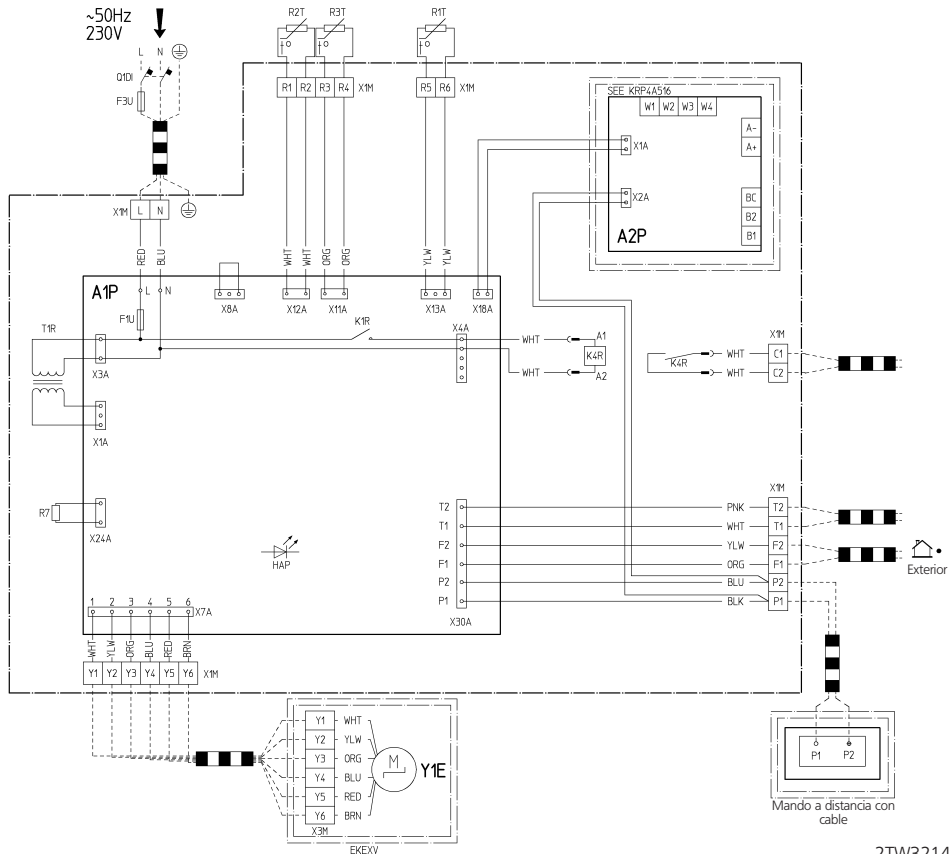 ~50Hz
230V
L N
Q1DI
F3U
R2T R3T R1T
R1 R2 R3 R4 X1M
R5 R6 X1M
SEE KRP4A516
W1 W2 W3 W4
A-
A+
X1A
X2A
BC
B2
B1
A2P
X1M L N
RED BLU
WHT WHT ORG ORG YLW YLW
A1P
L N
X8A X12A X11A X13A X18A
F1U
T1R
K1R
X4A
X3A
WHT A1
K4R
WHT A2
X1M
K4R WHT C1
WHT C2
X1A
R7
X24A
HAP
X1M
T2 PNK T2
T1 WHT T1
F2 YLW F2
F1 ORG F1
P2 BLU P2
P1 BLK P1
X30A
Exterior
1 2 3 4 5 6
X7A
WHT YLW ORG BLU RED BRN
Y1 Y2 Y3 Y4 Y5 Y6 X1M
Y1 WHT
Y2 YLW
Y3 ORG
Y4 BLU
Y5 RED
Y6 BRN
M
Y1E
X3M
EKEXV
P1 P2
Mando a distancia con
cable
2TW3214